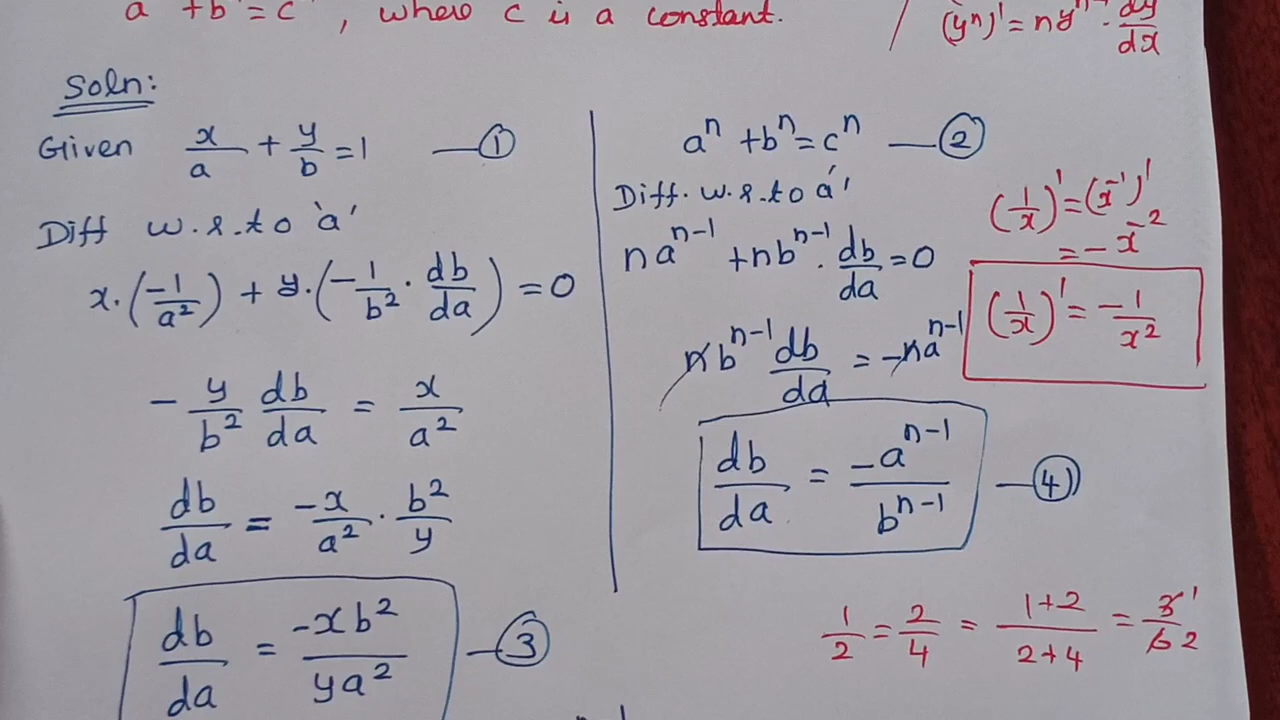 aⁿ + bⁿ = cⁿ, where c is a constant.
(yⁿ)' = nyⁿ⁻¹ · dy/dx
Soln:
Given x/a + y/b = 1 — ①
Diff w.r.to 'a'
x·(-1/a²) + y·(-1/b² · db/da) = 0
- y/b² db/da = x/a²
db/da = -x/a² · b²/y
db/da = -xb²/ya² — ③
aⁿ + bⁿ = cⁿ — ②
Diff. w.r.to 'a'
naⁿ⁻¹ + nbⁿ⁻¹ · db/da = 0
nbⁿ⁻¹ db/da = -naⁿ⁻¹
db/da = -aⁿ⁻¹/bⁿ⁻¹ — ④
(1/x)' = (x⁻¹)'
= -x⁻²
(1/x)' = -1/x²
1/2 = 2/4 = 1+2/2+4 = 3 1/6 2